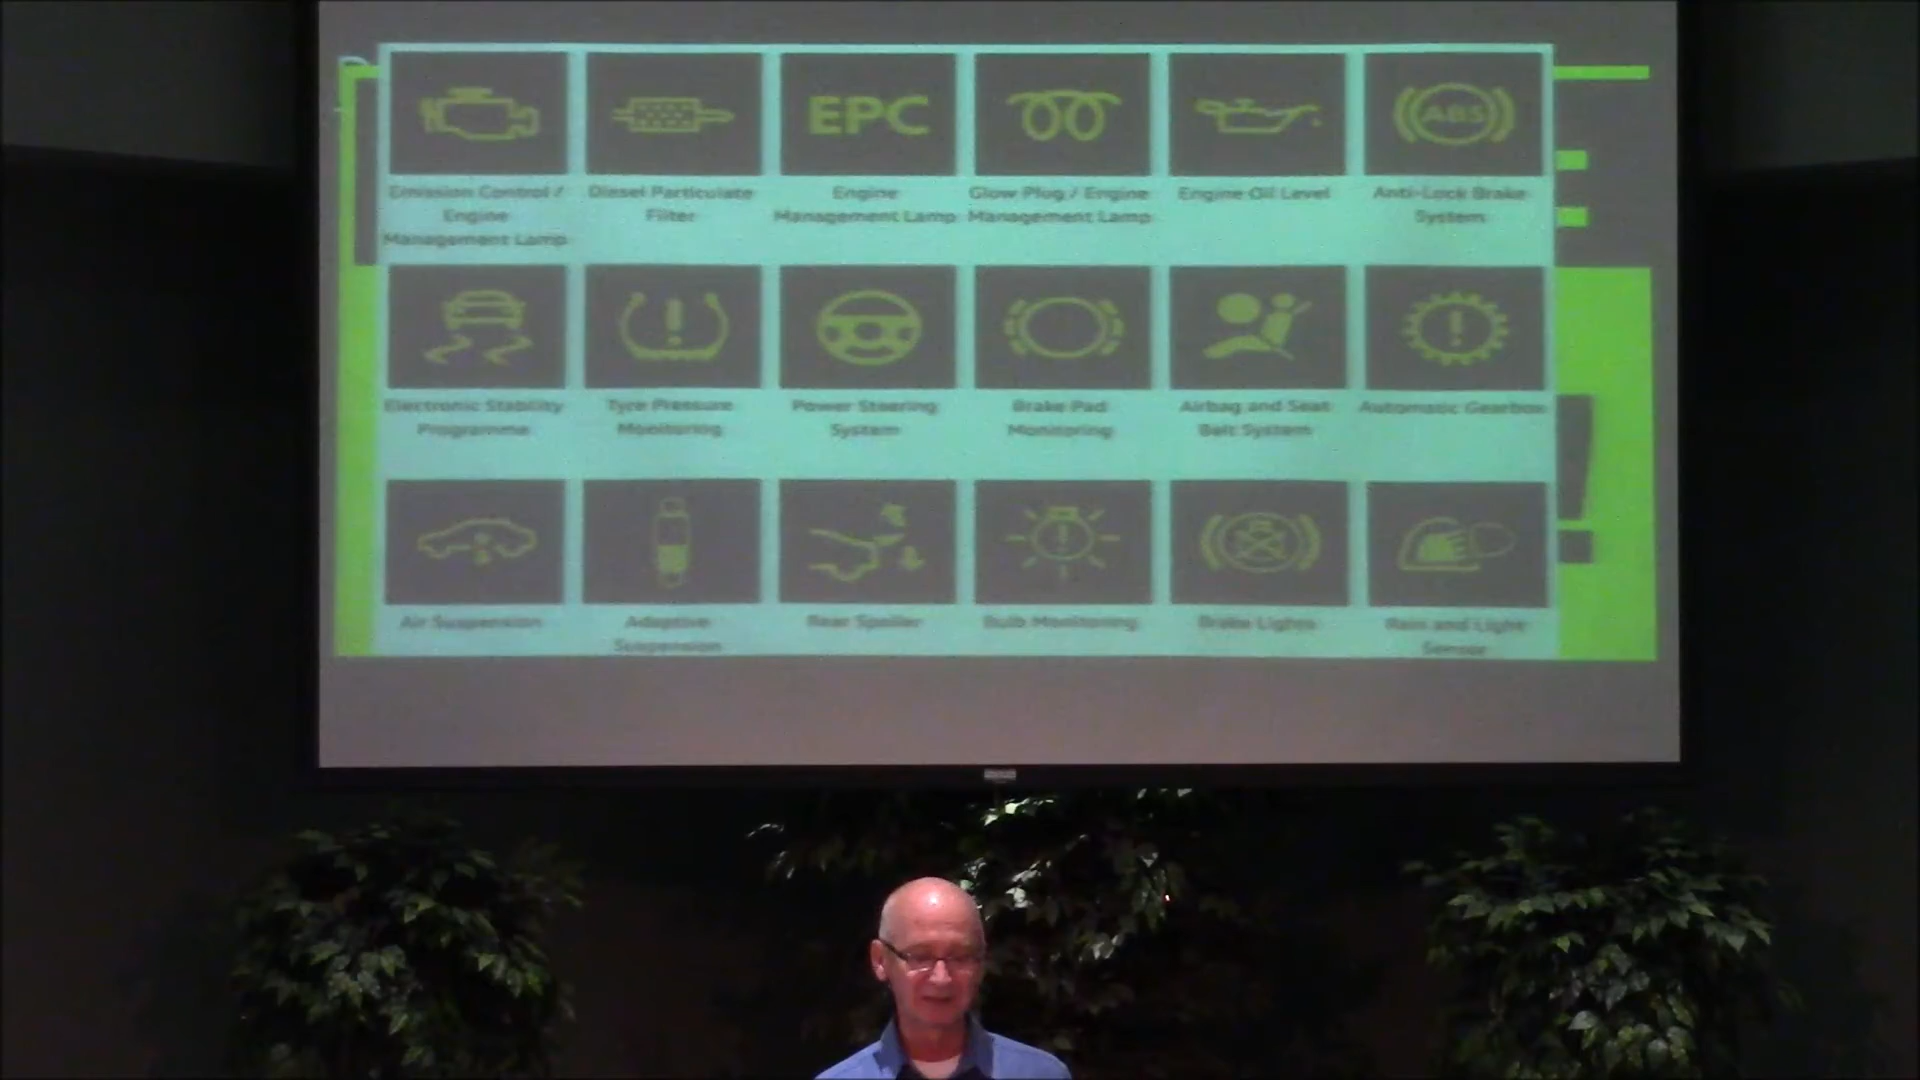 EPC
ABS
Emission Control /
Engine
Management Lamp
Diesel Particulate
Filter
Engine
Management Lamp
Glow Plug / Engine
Management Lamp
Engine Oil Level
Anti-Lock Brake
System
Electronic Stability
Programme
Tyre Pressure
Monitoring
Power Steering
System
Brake Pad
Monitoring
Airbag and Seat
Belt System
Automatic Gearbox
Air Suspension
Adaptive
Suspension
Rear Spoiler
Bulb Monitoring
Brake Lights
Rain and Light
Sensor